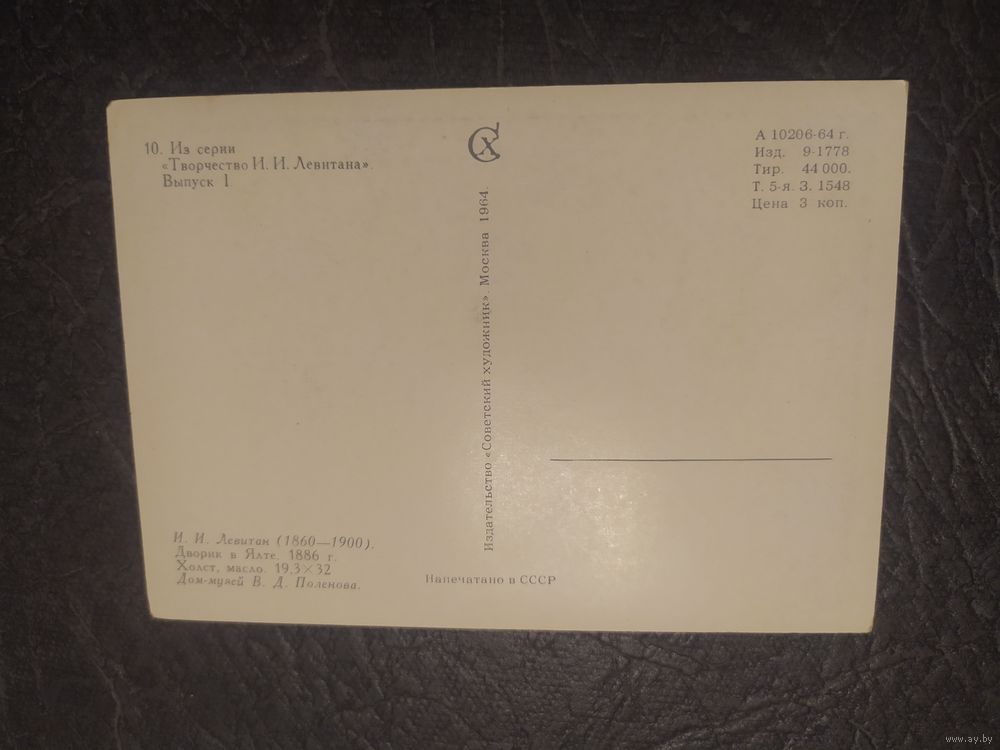 10. Из серии
«Творчество И. И. Левитана».
Выпуск 1
СХ
А 10206-64 г.
Изд. 9-1778
Тир. 44 000.
Т. 5-я. З. 1548
Цена 3 коп.
Издательство «Советский художник». Москва 1964.
И. И. Левитан (1860—1900).
Дворик в Ялте. 1886 г.
Холст, масло. 19,3×32
Дом-музей В. Д. Поленова.
Напечатано в СССР
www.ay.by